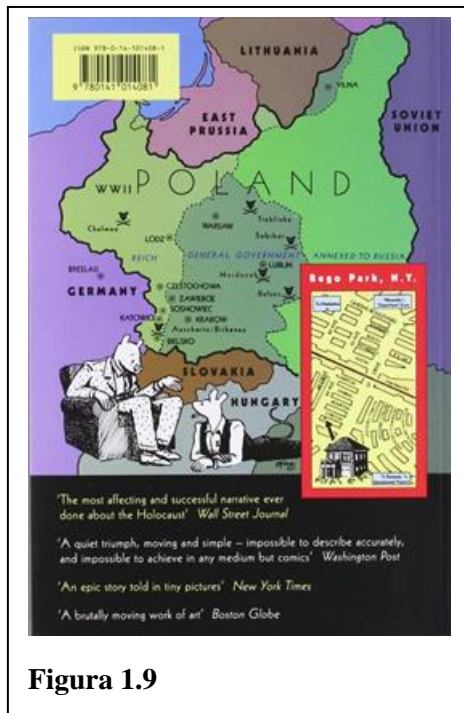 ISBN 978-0-14-101408-1
9 780141 014081
LITHUANIA
VILNA
EAST
PRUSSIA
SOVIET
UNION
WWII
POLAND
Chelmno
WARSAW
Treblinka
LODZ
Sobibor
REICH
GENERAL GOVERNMENT
ANNEXED TO RUSSIA
BRESLAU
Majdanek
LUBLIN
GERMANY
CZESTOCHOWA
Belzec
ZAWIERCIE
SOSNOWIEC
KATOWICE
KRAKOW
Auschwitz/Birkenau
BIELSKO
SLOVAKIA
HUNGARY
Rego Park, N.Y.
'The most affecting and successful narrative ever
done about the Holocaust' Wall Street Journal
'A quiet triumph, moving and simple – impossible to describe accurately,
and impossible to achieve in any medium but comics' Washington Post
'An epic story told in tiny pictures' New York Times
'A brutally moving work of art' Boston Globe
Figura 1.9